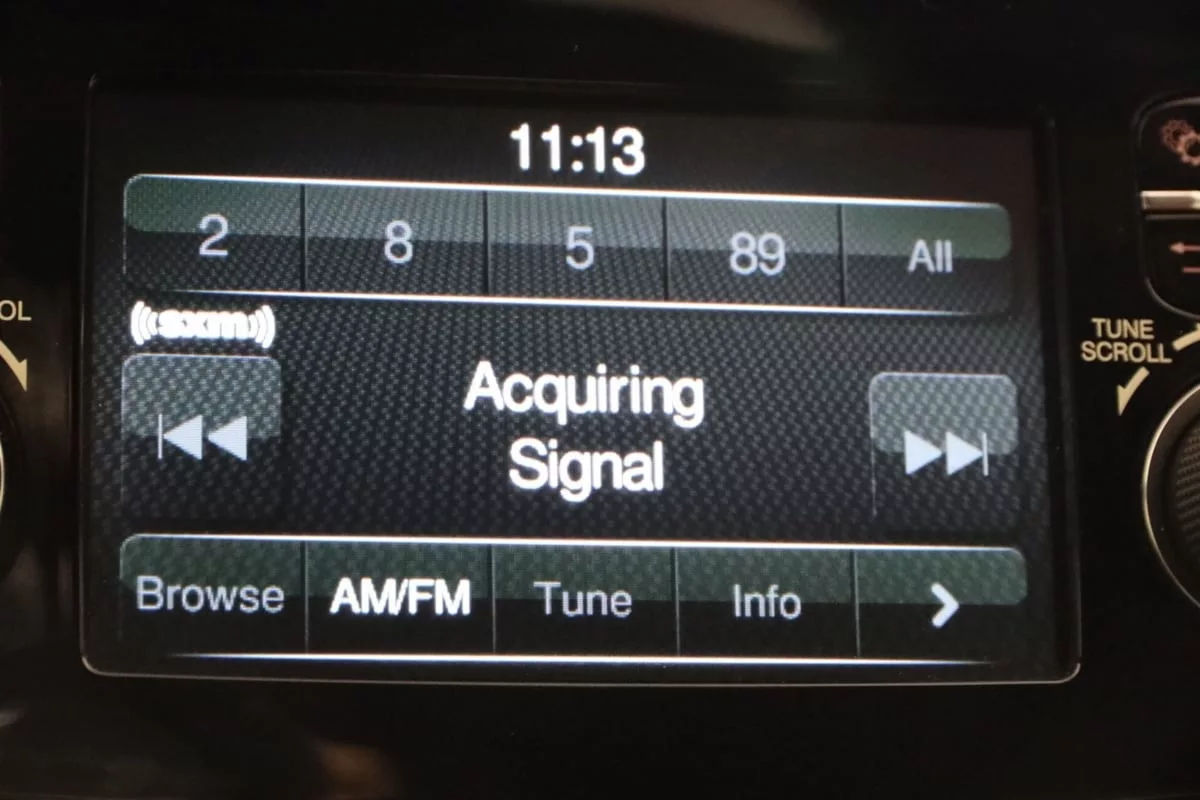 11:13
2 8 5 89 All
((sxm))
Acquiring
Signal
TUNE
SCROLL
Browse AM/FM Tune Info
OL